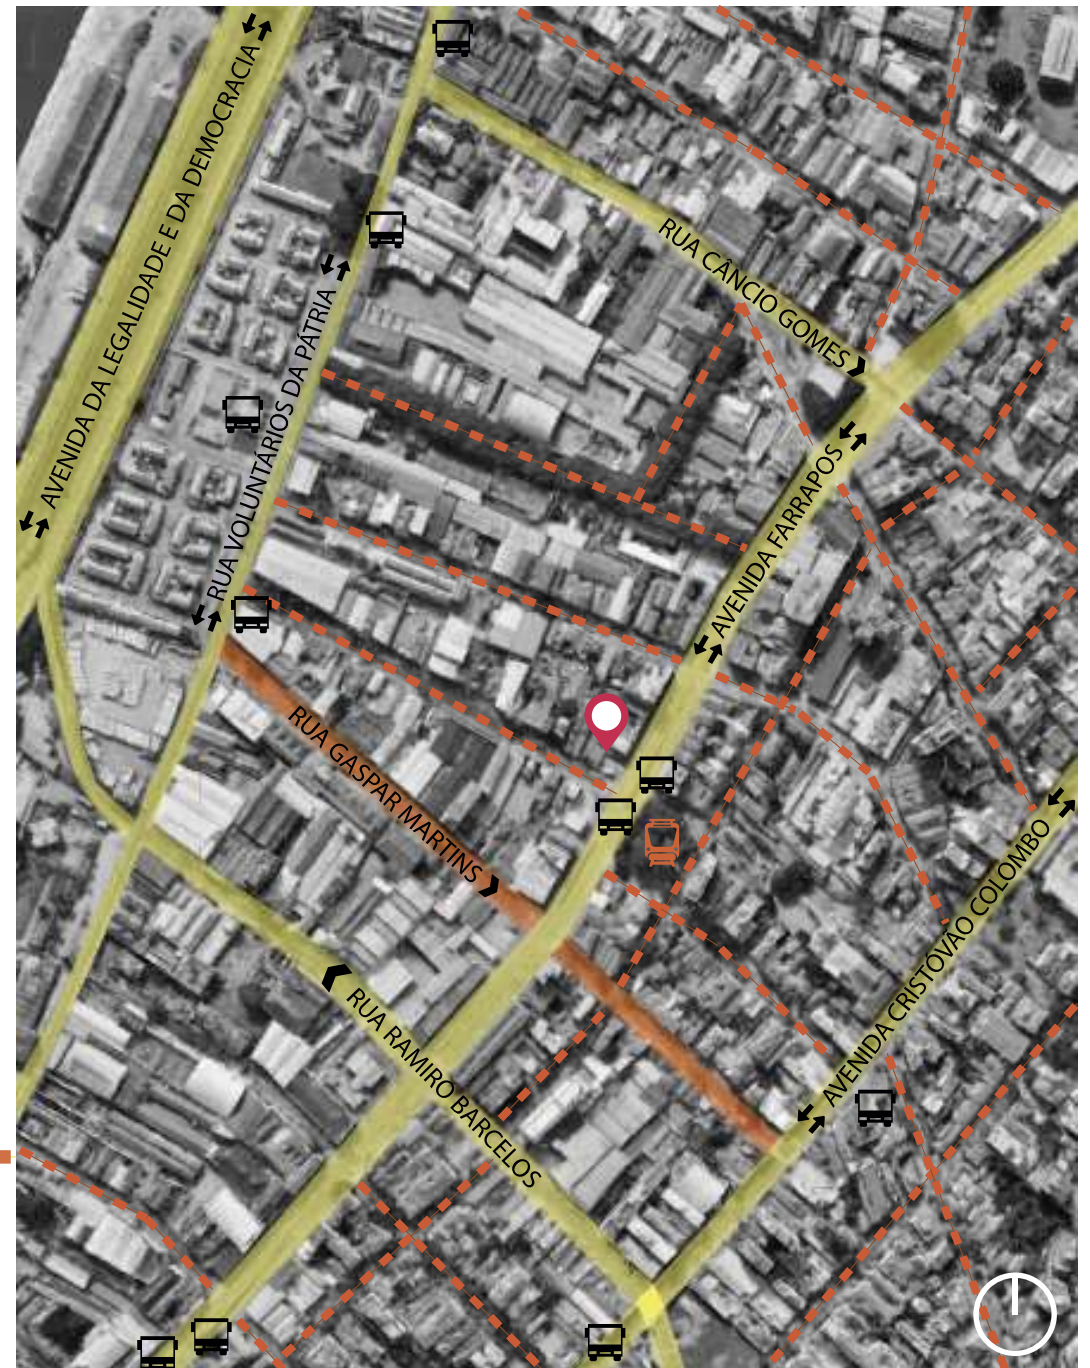 AVENIDA DA LEGALIDADE E DA DEMOCRACIA
RUA CÂNCIO GOMES
RUA VOLUNTÁRIOS DA PÁTRIA
AVENIDA FARRAPOS
RUA GASPAR MARTINS
AVENIDA CRISTÓVÃO COLOMBO
RUA RAMIRO BARCELOS